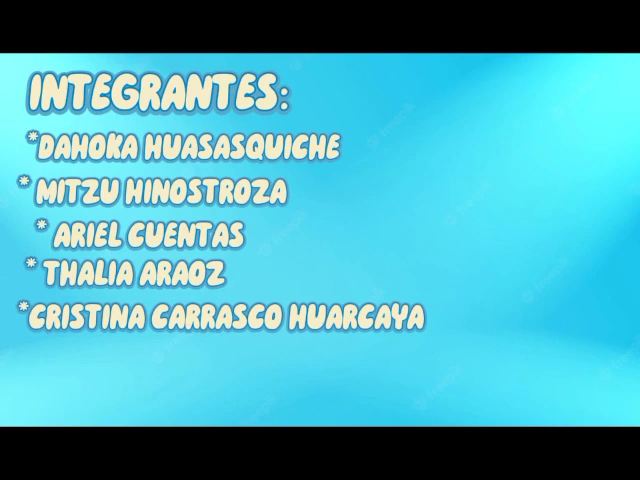 INTEGRANTES:
*DAHOKA HUASASQUICHE
* MITZU HINOSTROZA
* ARIEL CUENTAS
* THALIA ARAOZ
*CRISTINA CARRASCO HUARCAYA